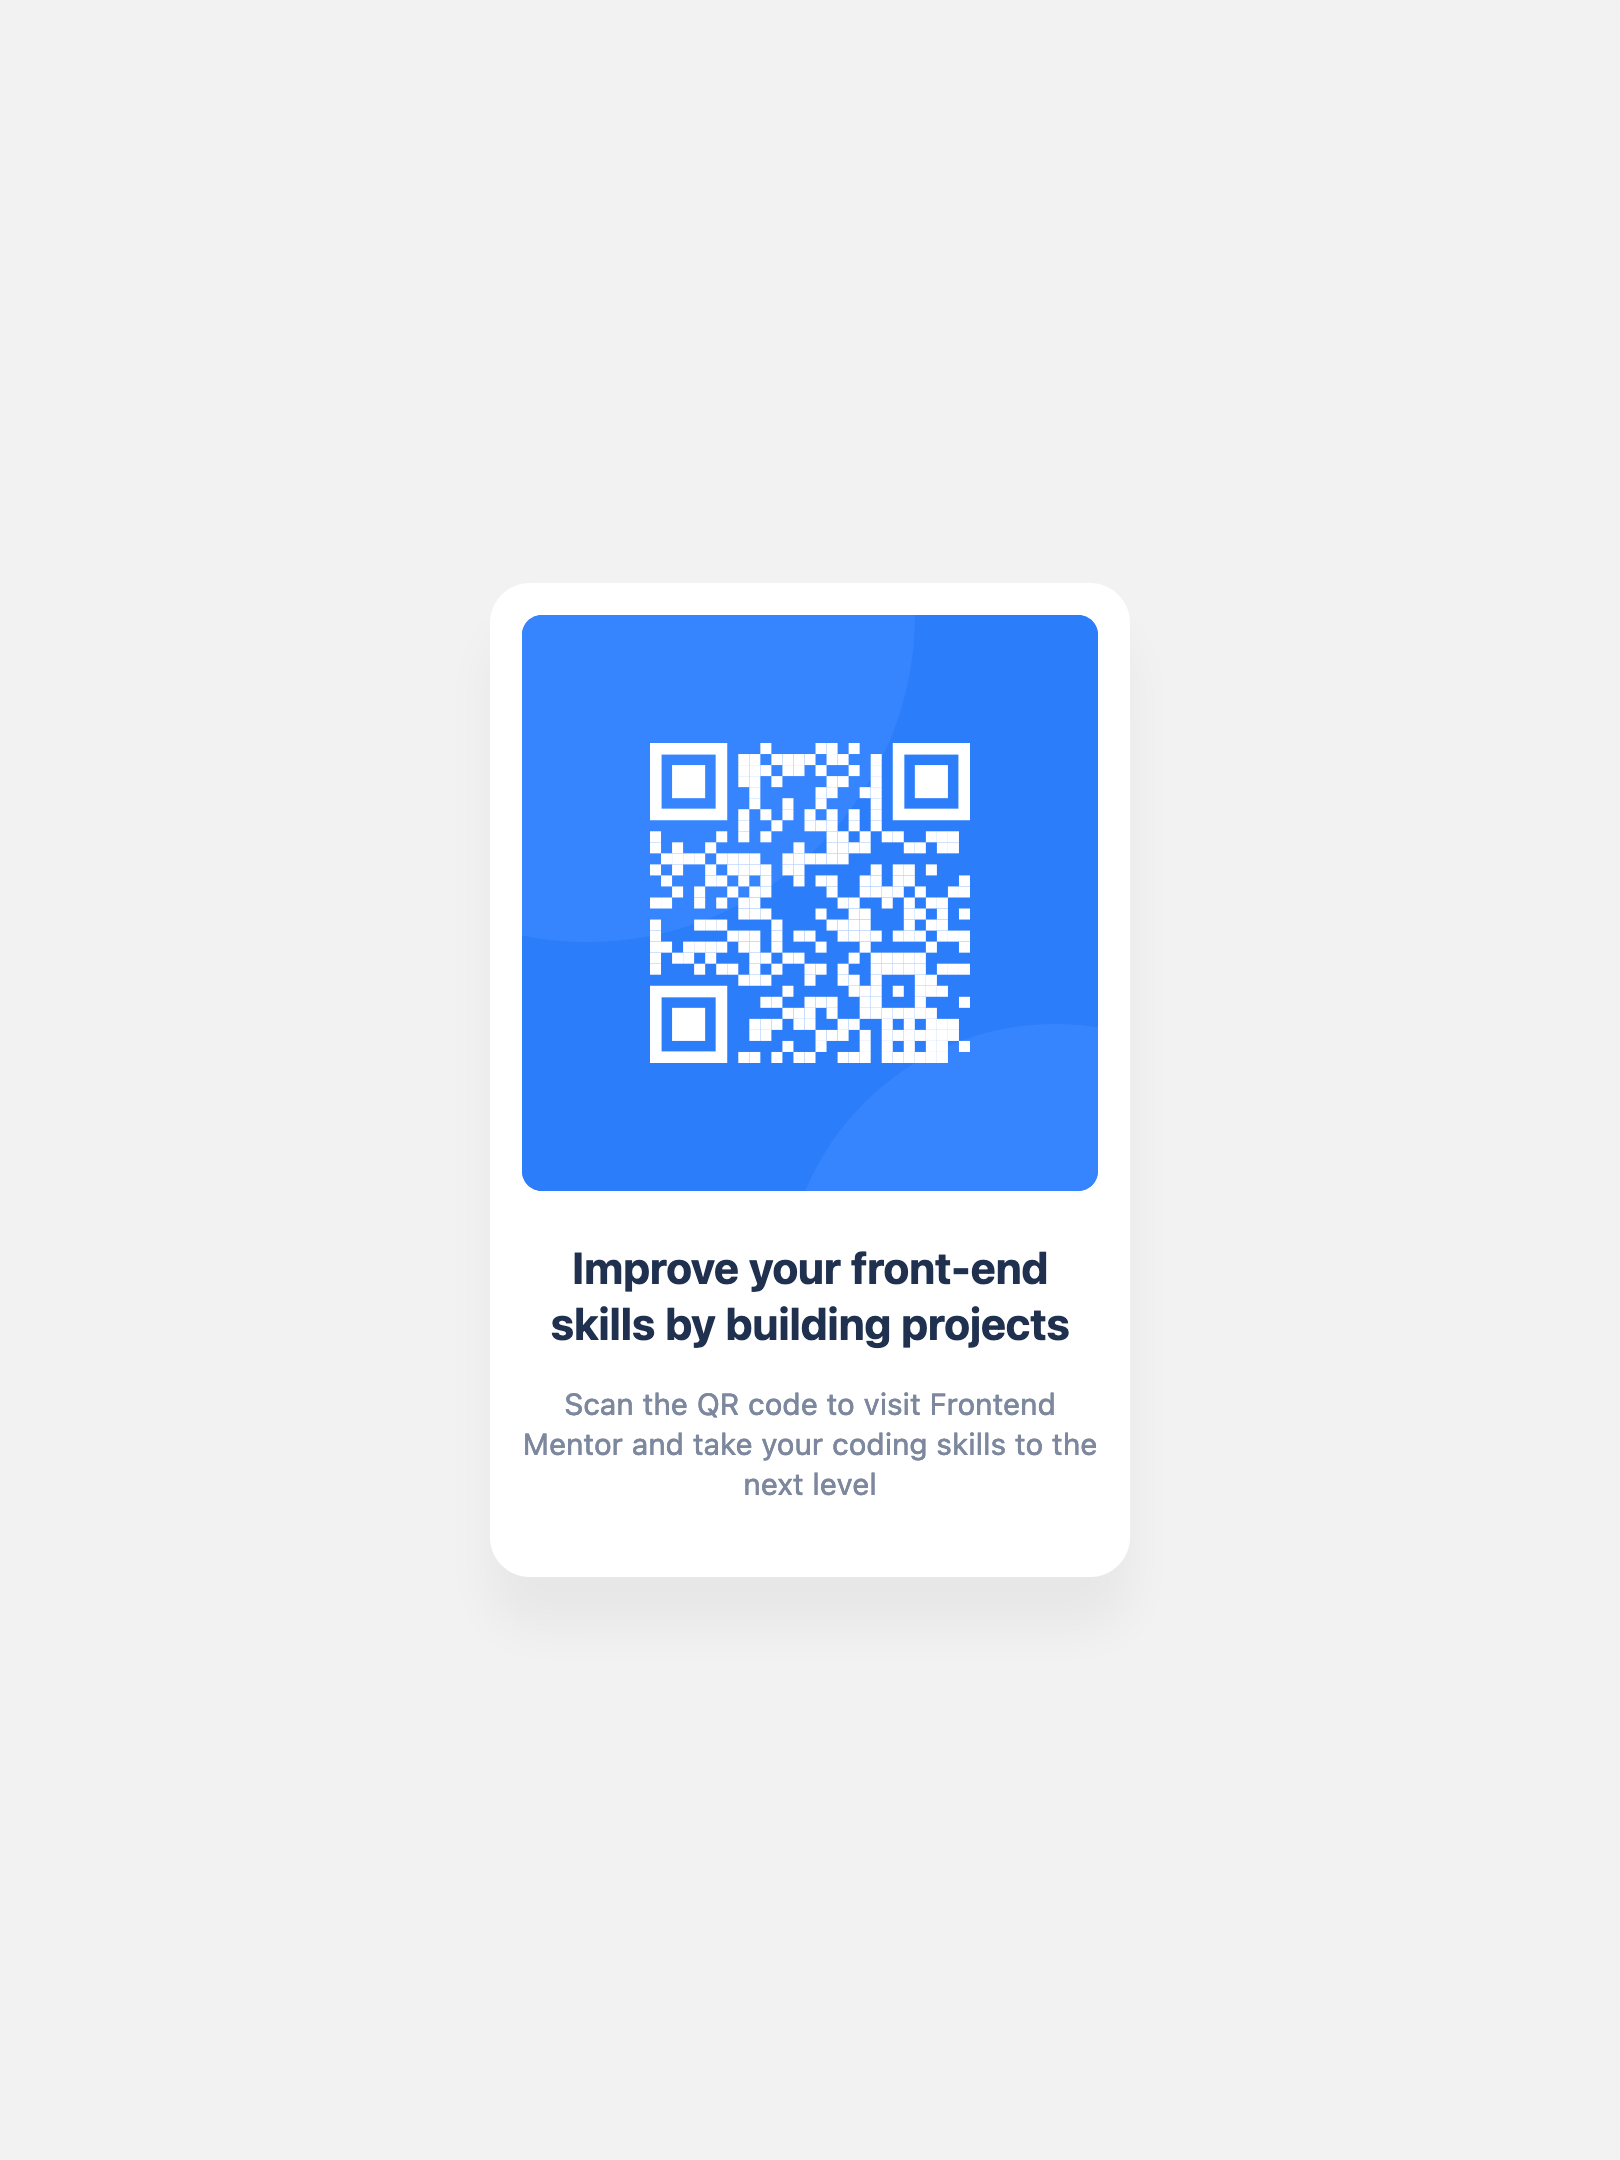 Improve your front-end
skills by building projects
Scan the QR code to visit Frontend
Mentor and take your coding skills to the
next level